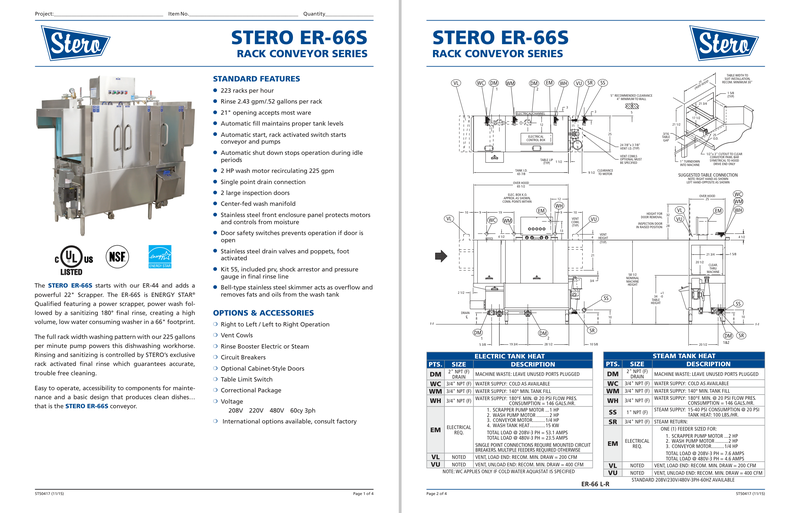 Project: Item No. Quantity
Stero
STERO ER-66S
RACK CONVEYOR SERIES
STANDARD FEATURES
223 racks per hour
Rinse 2.43 gpm/.52 gallons per rack
21" opening accepts most ware
Automatic fill maintains proper tank levels
Automatic start, rack activated switch starts
conveyor and pumps
Automatic shut down stops operation during idle
periods
2 HP wash motor recirculating 225 gpm
Single point drain connection
2 large inspection doors
Center-fed wash manifold
Stainless steel front enclosure panel protects motors
and controls from moisture
Door safety switches prevents operation if door is
open
Stainless steel drain valves and poppets, foot
activated
Kit 5S, included prv, shock arrestor and pressure
gauge in final rinse line
Bell-type stainless steel skimmer acts as overflow and
removes fats and oils from the wash tank
OPTIONS & ACCESSORIES
Right to Left / Left to Right Operation
Vent Cowls
Rinse Booster Electric or Steam
Circuit Breakers
Optional Cabinet-Style Doors
Table Limit Switch
Correctional Package
Voltage
208V 220V 480V 60cy 3ph
International options available, consult factory
C UL US
LISTED
NSF
ENERGY STAR
The STERO ER-66S starts with our ER-44 and adds a
powerful 22" Scrapper. The ER-66S is ENERGY STAR®
Qualified featuring a power scrapper, power wash fol-
lowed by a sanitizing 180° final rinse, creating a high
volume, low water consuming washer in a 66" footprint.
The full rack width washing pattern with our 225 gallons
per minute pump powers this dishwashing workhorse.
Rinsing and sanitizing is controlled by STERO's exclusive
rack activated final rinse which guarantees accurate,
trouble free cleaning.
Easy to operate, accessibility to components for mainte-
nance and a basic design that produces clean dishes…
that is the STERO ER-66S conveyor.
STS0417 (11/15)
Page 1 of 4
STERO ER-66S
RACK CONVEYOR SERIES
Stero
VL WC DM WM DM EM WH VU SR SS
ELECTRICAL
CONTROL BOX
SUGGESTED TABLE CONNECTION
NOTE: RIGHT HAND AS SHOWN
LEFT HAND OPPOSITE AS SHOWN
ELECTRIC TANK HEAT
PTS. SIZE DESCRIPTION
DM 2" NPT (F) DRAIN MACHINE WASTE: LEAVE UNUSED PORTS PLUGGED
WC 3/4" NPT (F) WATER SUPPLY: COLD AS AVAILABLE
WM 3/4" NPT (F) WATER SUPPLY: 140° MIN. TANK FILL
WH 3/4" NPT (F) WATER SUPPLY: 180°F. MIN. @ 20 PSI FLOW PRES.
CONSUMPTION = 146 GALS./HR.
EM ELECTRICAL REQ.
1. SCRAPPER PUMP MOTOR ...1 HP
2. WASH PUMP MOTOR ..........2 HP
3. CONVEYOR MOTOR...........1/4 HP
4. WASH TANK HEAT............15 KW
TOTAL LOAD @ 208V-3 PH = 53.1 AMPS
TOTAL LOAD @ 480V-3 PH = 23.5 AMPS
SINGLE POINT CONNECTIONS REQUIRE MOUNTED CIRCUIT
BREAKERS. MULTIPLE FEEDERS REQUIRED OTHERWISE
VL NOTED VENT, LOAD END: RECOM. MIN. DRAW = 200 CFM
VU NOTED VENT, UNLOAD END: RECOM. MIN. DRAW = 400 CFM
NOTE: WC APPLIES ONLY IF COLD WATER AQUASTAT IS SPECIFIED
STEAM TANK HEAT
PTS. SIZE DESCRIPTION
DM 2" NPT (F) DRAIN MACHINE WASTE: LEAVE UNUSED PORTS PLUGGED
WC 3/4" NPT (F) WATER SUPPLY: COLD AS AVAILABLE
WM 3/4" NPT (F) WATER SUPPLY: 140° MIN. TANK FILL
WH 3/4" NPT (F) WATER SUPPLY: 180°F. MIN. @ 20 PSI FLOW PRES.
CONSUMPTION = 146 GALS./HR.
SS 1" NPT (F) STEAM SUPPLY: 15-40 PSI CONSUMPTION @ 20 PSI
TANK HEAT: 100 LBS./HR.
SR 3/4" NPT (F) STEAM RETURN:
EM ELECTRICAL REQ.
ONE (1) FEEDER SIZED FOR:
1. SCRAPPER PUMP MOTOR ...2 HP
2. WASH PUMP MOTOR ..........2 HP
3. CONVEYOR MOTOR...........1/4 HP
TOTAL LOAD @ 208V-3 PH = 7.6 AMPS
TOTAL LOAD @ 480V-3 PH = 4.6 AMPS
VL NOTED VENT, LOAD END: RECOM. MIN. DRAW = 200 CFM
VU NOTED VENT, UNLOAD END: RECOM. MIN. DRAW = 400 CFM
STANDARD 208V/230V/480V-3PH-60HZ AVAILABLE
ER-66 L-R
Page 2 of 4
STS0417 (11/15)